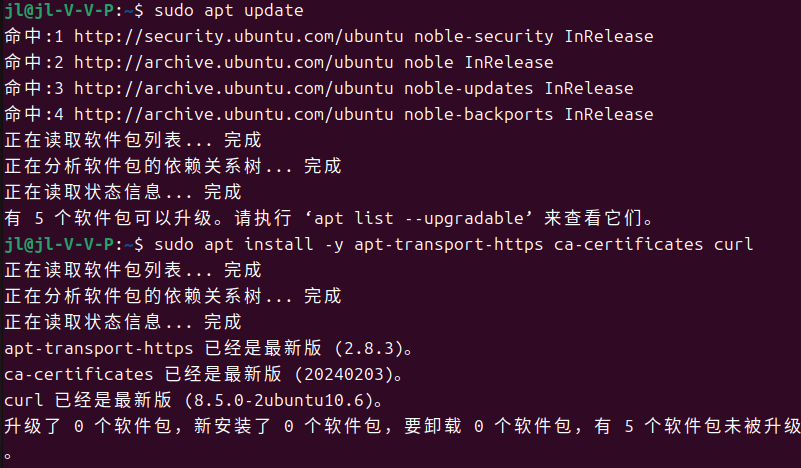 jl@jl-V-V-P:~$ sudo apt update
命中:1 http://security.ubuntu.com/ubuntu noble-security InRelease
命中:2 http://archive.ubuntu.com/ubuntu noble InRelease
命中:3 http://archive.ubuntu.com/ubuntu noble-updates InRelease
命中:4 http://archive.ubuntu.com/ubuntu noble-backports InRelease
正在读取软件包列表... 完成
正在分析软件包的依赖关系树... 完成
正在读取状态信息... 完成
有 5 个软件包可以升级。请执行 ‘apt list --upgradable’ 来查看它们。
jl@jl-V-V-P:~$ sudo apt install -y apt-transport-https ca-certificates curl
正在读取软件包列表... 完成
正在分析软件包的依赖关系树... 完成
正在读取状态信息... 完成
apt-transport-https 已经是最新版 (2.8.3)。
ca-certificates 已经是最新版 (20240203)。
curl 已经是最新版 (8.5.0-2ubuntu10.6)。
升级了 0 个软件包，新安装了 0 个软件包，要卸载 0 个软件包，有 5 个软件包未被升级
。